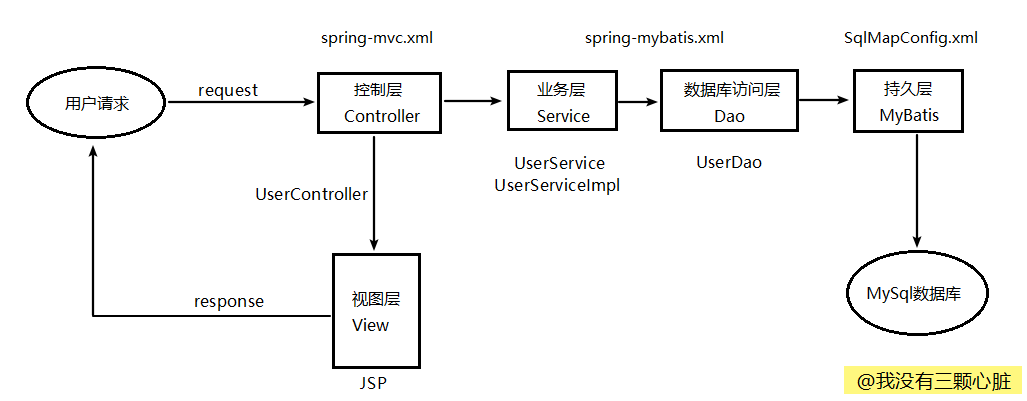 spring-mvc.xml
spring-mybatis.xml
SqlMapConfig.xml
用户请求
request
控制层
Controller
业务层
Service
数据库访问层
Dao
持久层
MyBatis
UserService
UserServiceImpl
UserDao
UserController
response
视图层
View
JSP
MySql数据库
@我没有三颗心脏